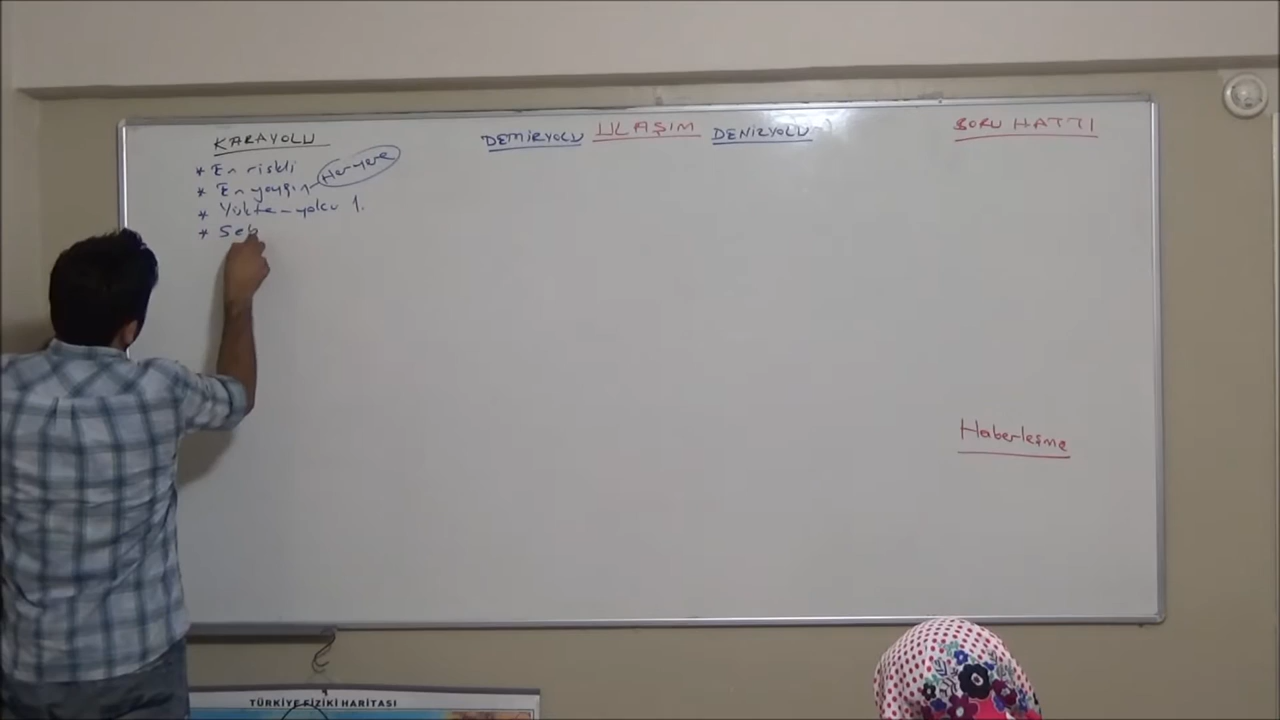 KARAYOLU
* En riskli
* En yaygın - Her yere
* Yükte - yolcu 1.
* Seb
DEMİRYOLU ULAŞIM DENİZYOLU
BORU HATTI
Haberleşme
TÜRKİYE FİZİKİ HARİTASI